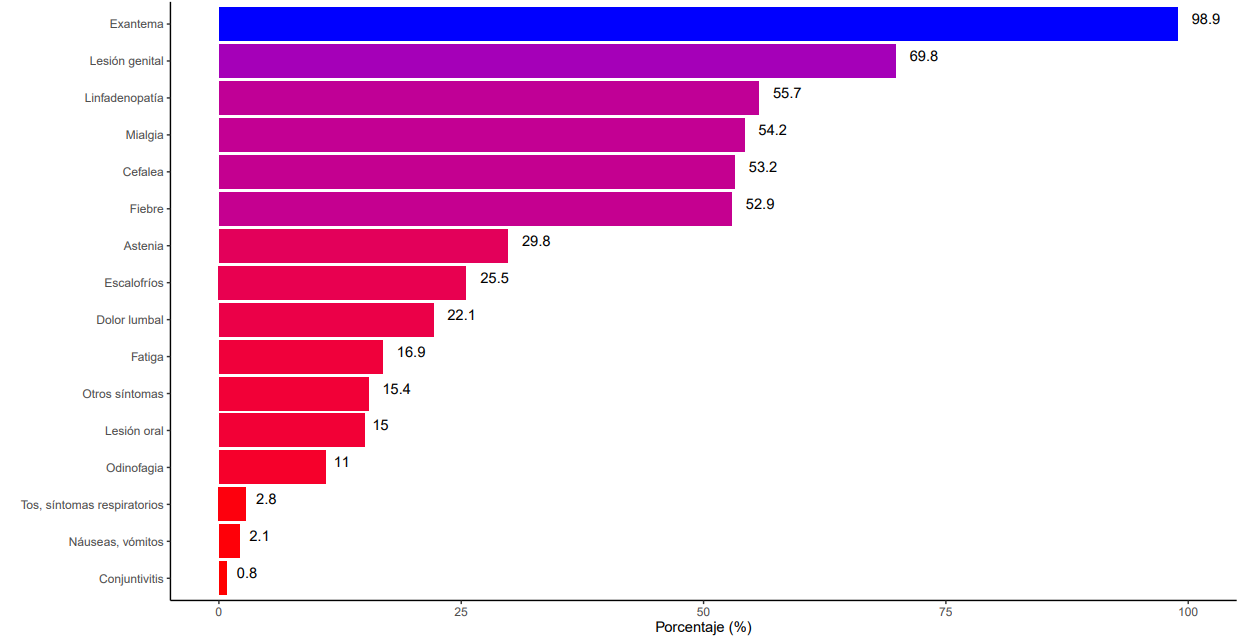 Exantema 98.9
Lesión genital 69.8
Linfadenopatía 55.7
Mialgia 54.2
Cefalea 53.2
Fiebre 52.9
Astenia 29.8
Escalofríos 25.5
Dolor lumbal 22.1
Fatiga 16.9
Otros síntomas 15.4
Lesión oral 15
Odinofagia 11
Tos, síntomas respiratorios 2.8
Náuseas, vómitos 2.1
Conjuntivitis 0.8
0 25 50 75 100
Porcentaje (%)